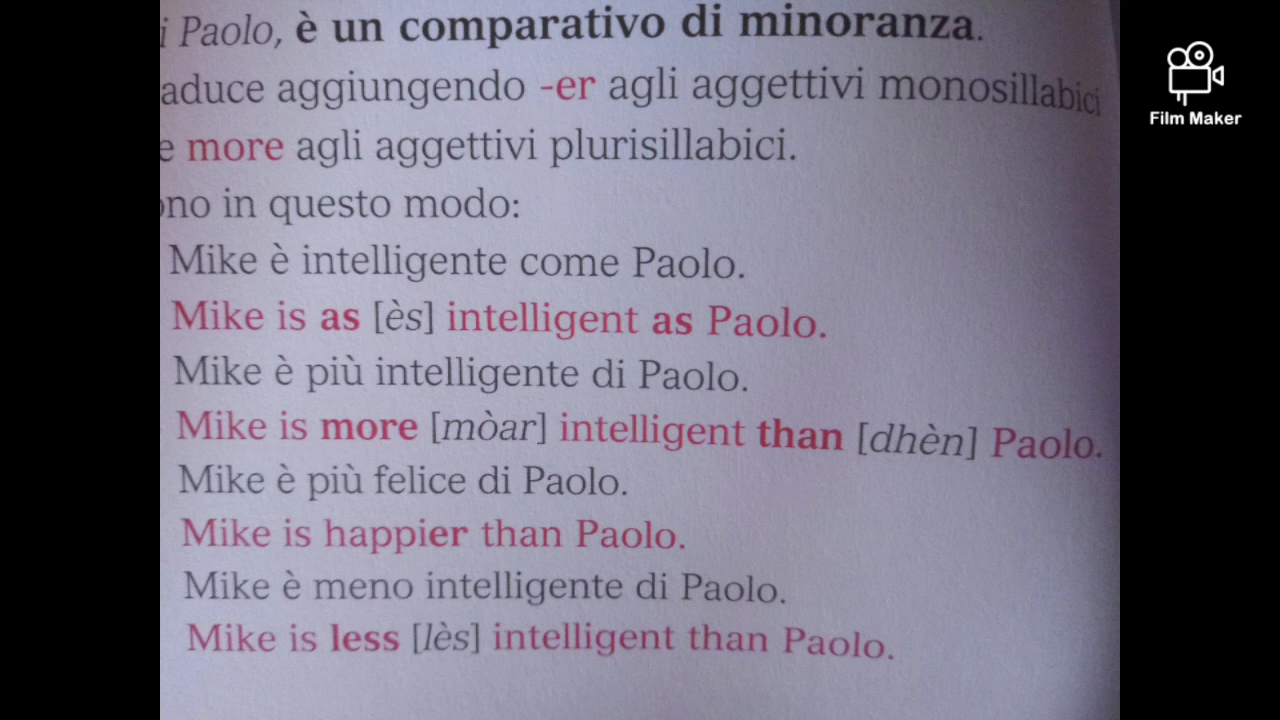 i Paolo, è un comparativo di minoranza.
aduce aggiungendo -er agli aggettivi monosillabici
e more agli aggettivi plurisillabici.
ono in questo modo:
Mike è intelligente come Paolo.
Mike is as [ès] intelligent as Paolo.
Mike è più intelligente di Paolo.
Mike is more [mòar] intelligent than [dhèn] Paolo.
Mike è più felice di Paolo.
Mike is happier than Paolo.
Mike è meno intelligente di Paolo.
Mike is less [lès] intelligent than Paolo.
Film Maker